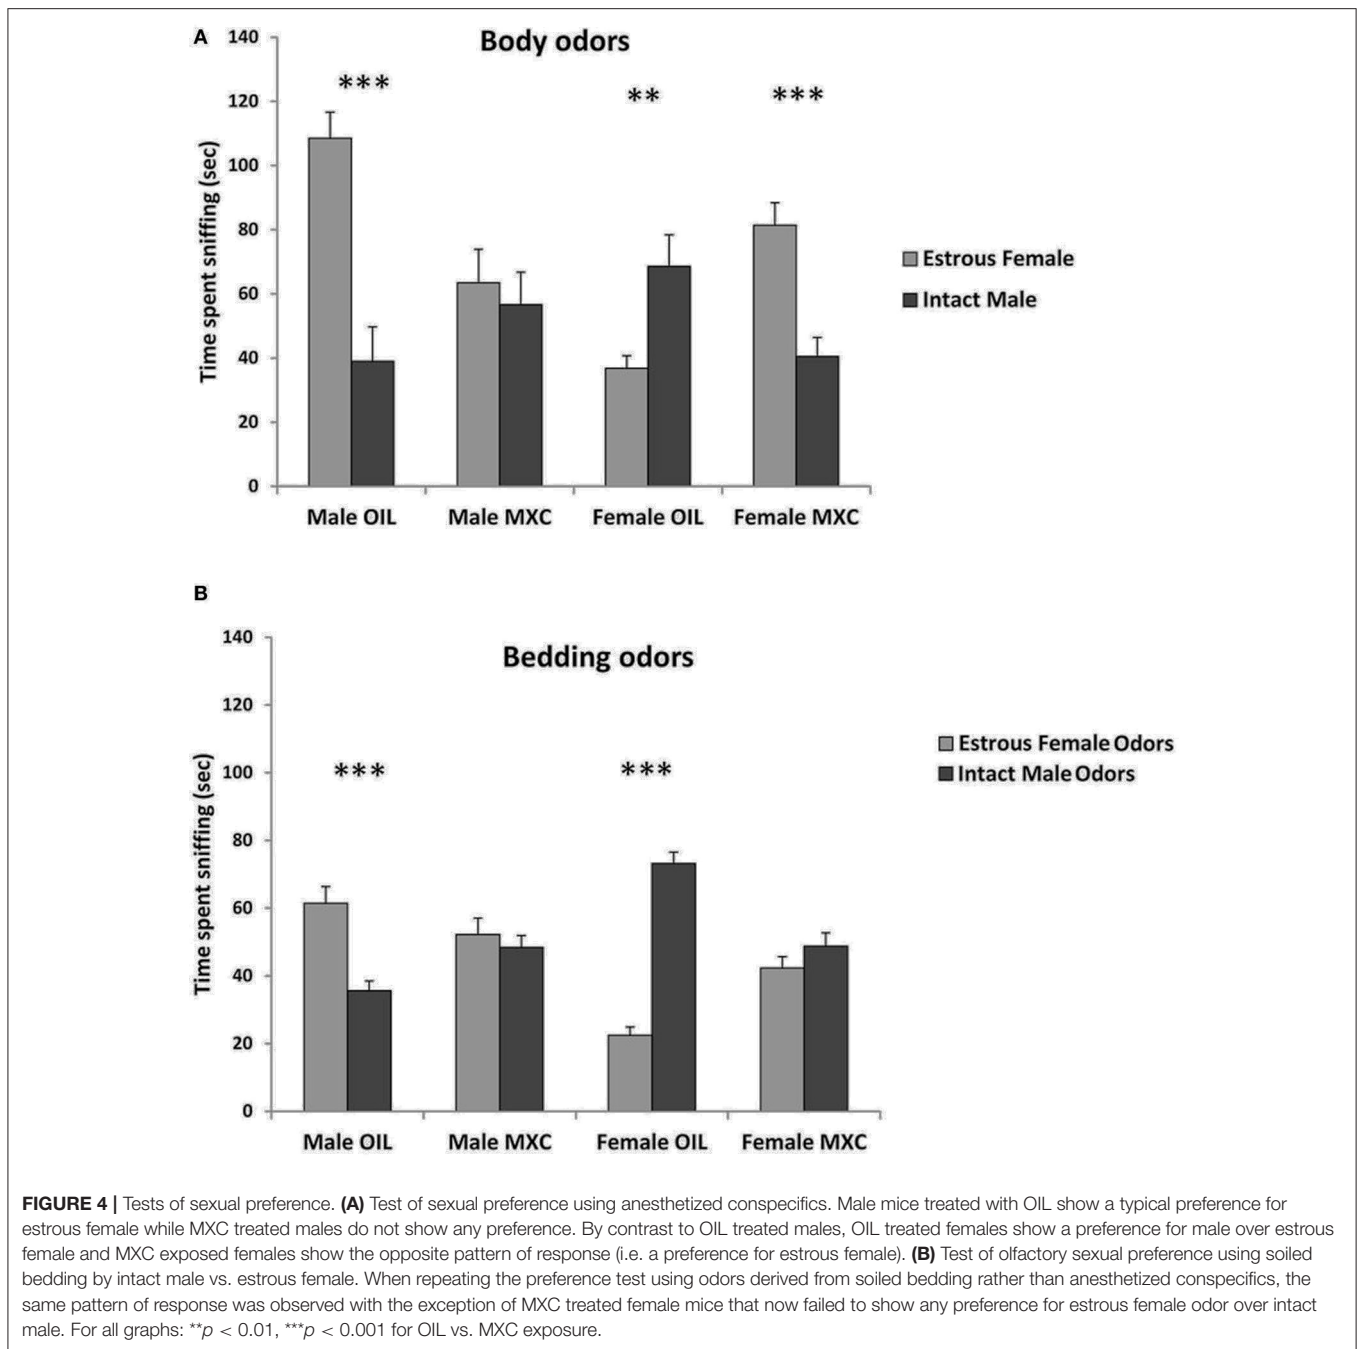 A
Body odors
140
120
100
80
60
40
20
0
Time spent sniffing (sec)
***
**
***
Estrous Female
Intact Male
Male OIL Male MXC Female OIL Female MXC
B
Bedding odors
140
120
100
80
60
40
20
0
Time spent sniffing (sec)
***
***
Estrous Female Odors
Intact Male Odors
Male OIL Male MXC Female OIL Female MXC
FIGURE 4 | Tests of sexual preference. (A) Test of sexual preference using anesthetized conspecifics. Male mice treated with OIL show a typical preference for
estrous female while MXC treated males do not show any preference. By contrast to OIL treated males, OIL treated females show a preference for male over estrous
female and MXC exposed females show the opposite pattern of response (i.e. a preference for estrous female). (B) Test of olfactory sexual preference using soiled
bedding by intact male vs. estrous female. When repeating the preference test using odors derived from soiled bedding rather than anesthetized conspecifics, the
same pattern of response was observed with the exception of MXC treated female mice that now failed to show any preference for estrous female odor over intact
male. For all graphs: **p < 0.01, ***p < 0.001 for OIL vs. MXC exposure.